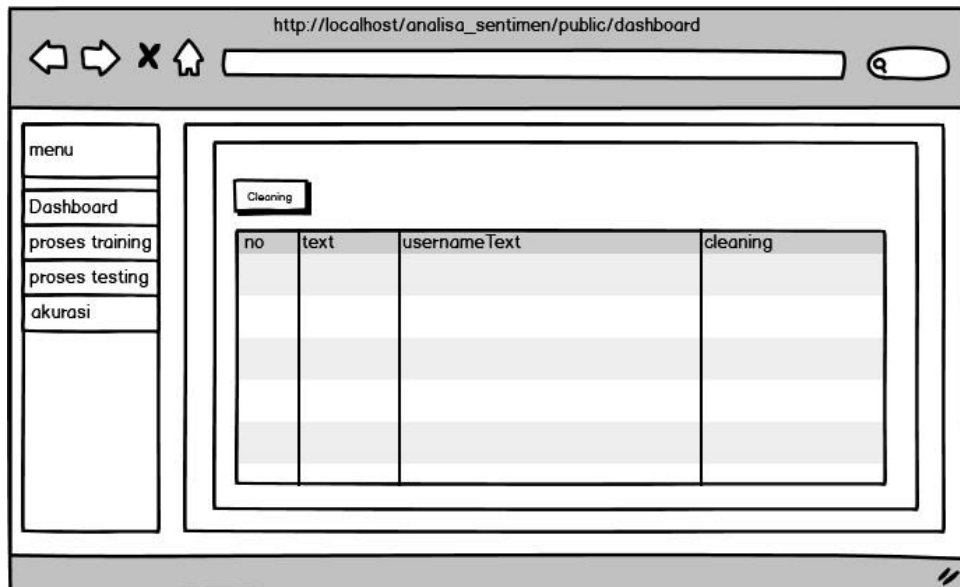 http://localhost/analisa_sentimen/public/dashboard
menu
Dashboard
proses training
proses testing
akurasi
Cleaning
no text usernameText cleaning